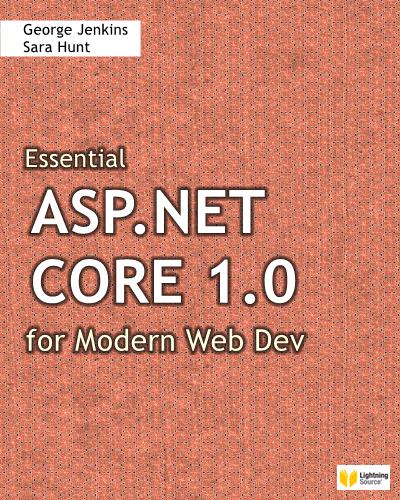 George Jenkins
Sara Hunt
Essential
ASP.NET
CORE 1.0
for Modern Web Dev
Lightning
Source®